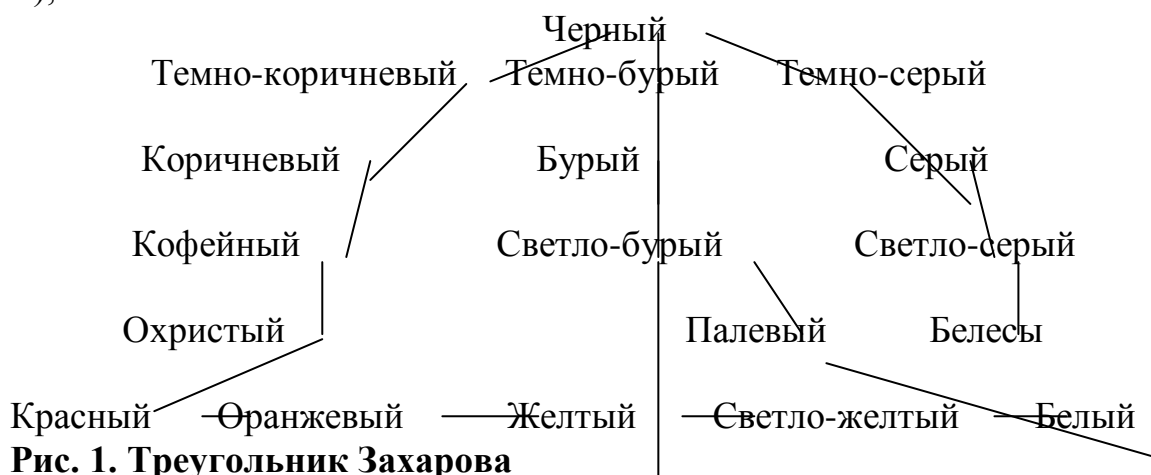 ),
Черный
Темно-коричневый Темно-бурый Темно-серый
Коричневый Бурый Серый
Кофейный Светло-бурый Светло-серый
Охристый Палевый Белесы
Красный Оранжевый Желтый Светло-желтый Белый
Рис. 1. Треугольник Захарова